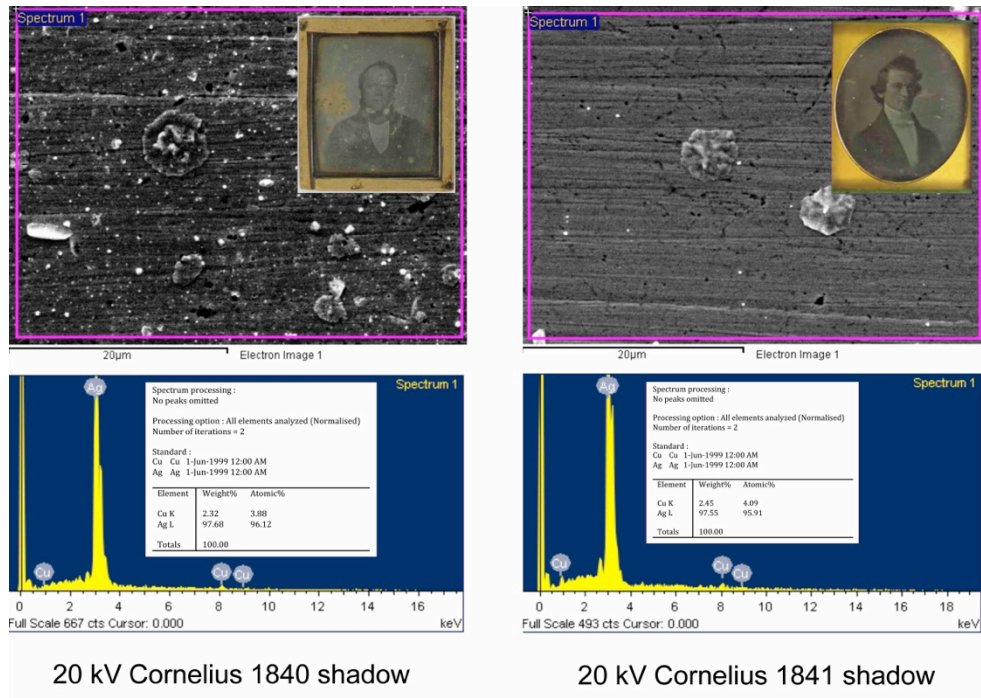 Spectrum 1
20µm Electron Image 1
Spectrum 1
Ag
Spectrum processing :
No peaks omitted
Processing option : All elements analyzed (Normalised)
Number of iterations = 2
Standard :
Cu Cu 1-Jun-1999 12:00 AM
Ag Ag 1-Jun-1999 12:00 AM
Element Weight% Atomic%
Cu K 2.32 3.88
Ag L 97.68 96.12
Totals 100.00
Cu Cu Cu
0 2 4 6 8 10 12 14 16
Full Scale 667 cts Cursor: 0.000 keV
20 kV Cornelius 1840 shadow
Spectrum 1
20µm Electron Image 1
Spectrum 1
Ag
Spectrum processing :
No peaks omitted
Processing option : All elements analyzed (Normalised)
Number of iterations = 2
Standard :
Cu Cu 1-Jun-1999 12:00 AM
Ag Ag 1-Jun-1999 12:00 AM
Element Weight% Atomic%
Cu K 2.45 4.09
Ag L 97.55 95.91
Totals 100.00
Cu Cu Cu
0 2 4 6 8 10 12 14 16 18
Full Scale 493 cts Cursor: 0.000 keV
20 kV Cornelius 1841 shadow